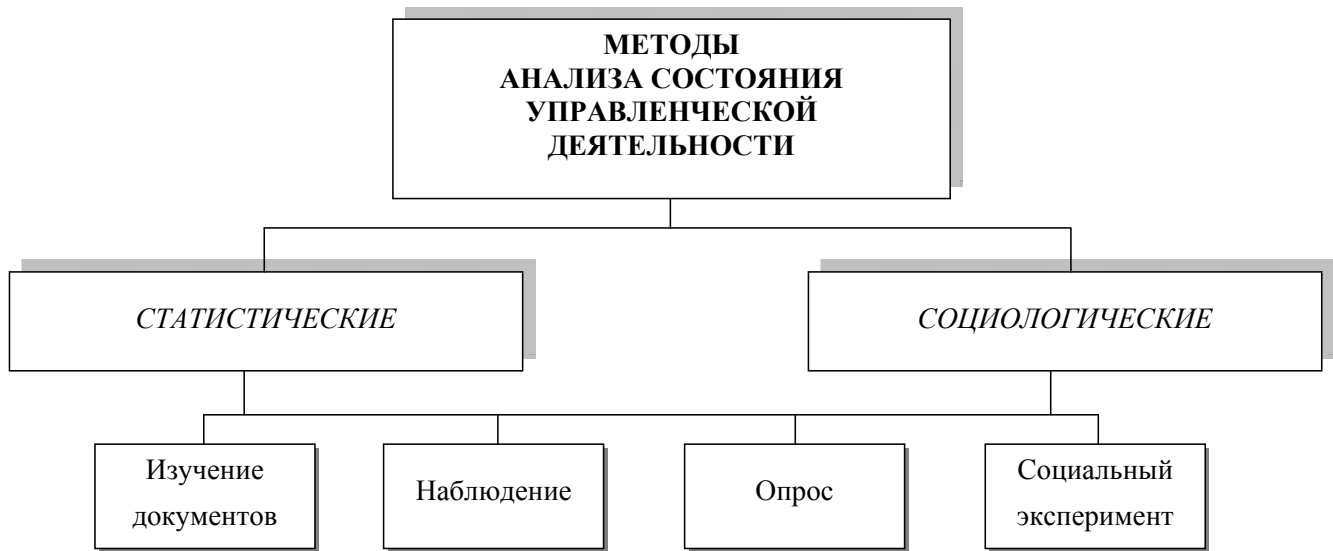 МЕТОДЫ
АНАЛИЗА СОСТОЯНИЯ
УПРАВЛЕНЧЕСКОЙ
ДЕЯТЕЛЬНОСТИ
СТАТИСТИЧЕСКИЕ
СОЦИОЛОГИЧЕСКИЕ
Изучение
документов
Наблюдение
Опрос
Социальный
эксперимент